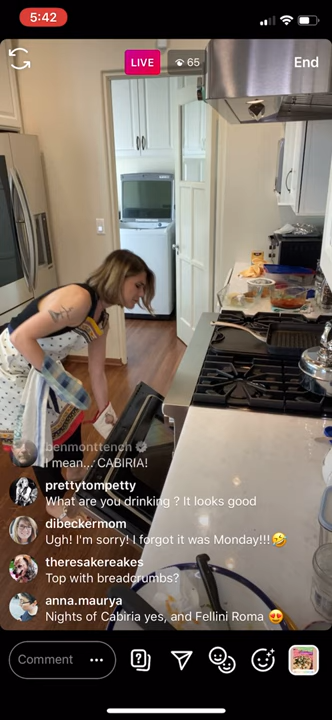 5:42
LIVE
65
End
benmonttench
I mean... CABIRIA!
prettytompetty
What are you drinking ? It looks good
dibeckermom
Ugh! I'm sorry! I forgot it was Monday!!! 🤣
theresakereakes
Top with breadcrumbs?
anna.maurya
Nights of Cabiria yes, and Fellini Roma 😍
Comment